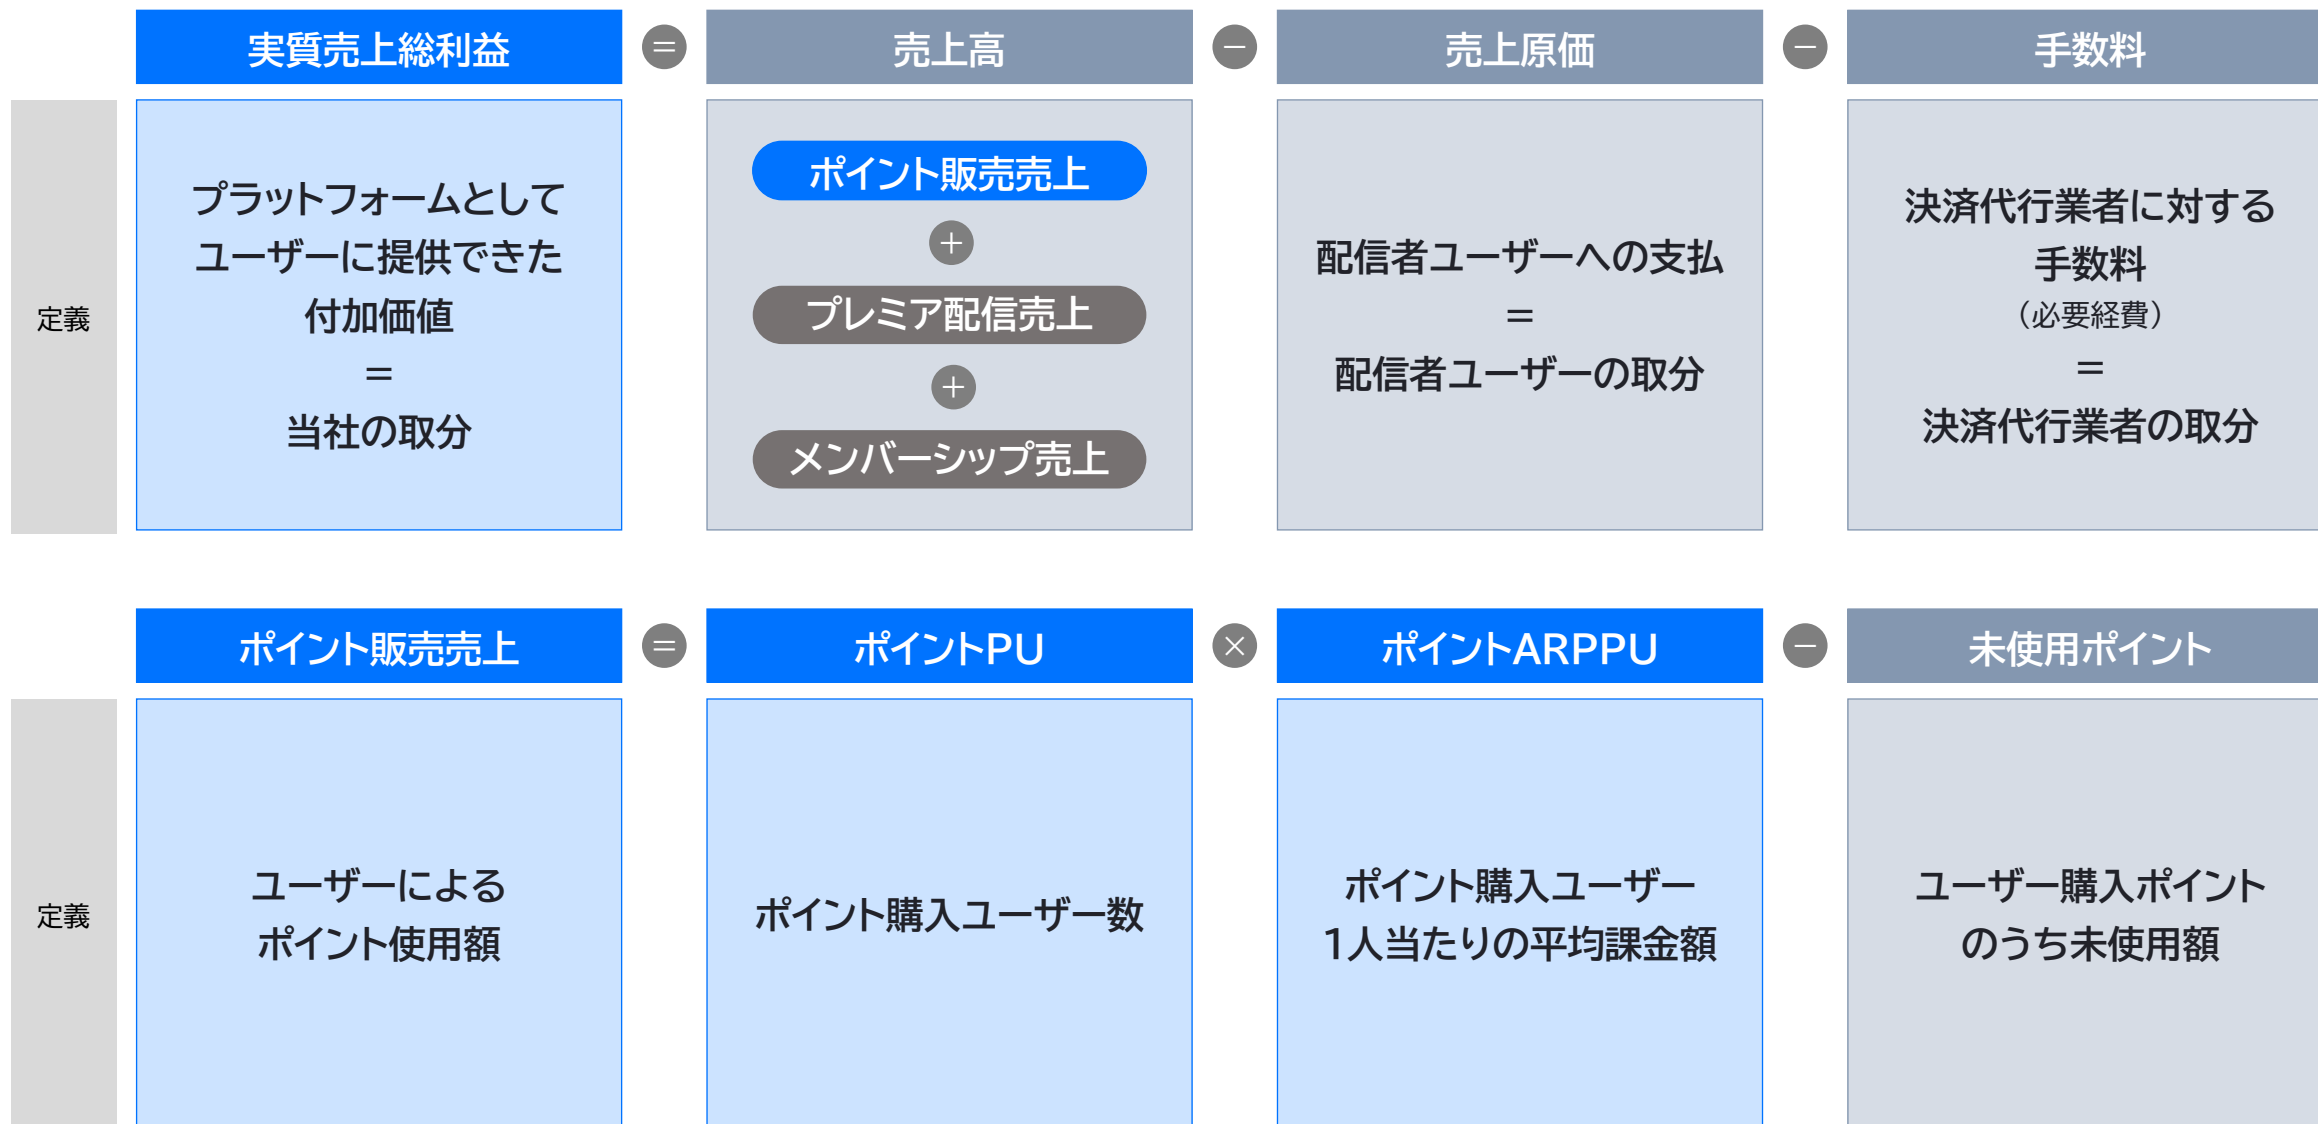 実質売上総利益 = 売上高 − 売上原価 − 手数料
定義
プラットフォームとして
ユーザーに提供できた
付加価値
=
当社の取分
ポイント販売売上
+
プレミア配信売上
+
メンバーシップ売上
配信者ユーザーへの支払
=
配信者ユーザーの取分
決済代行業者に対する
手数料
（必要経費）
=
決済代行業者の取分
ポイント販売売上 = ポイントPU × ポイントARPPU − 未使用ポイント
定義
ユーザーによる
ポイント使用額
ポイント購入ユーザー数
ポイント購入ユーザー
1人当たりの平均課金額
ユーザー購入ポイント
のうち未使用額